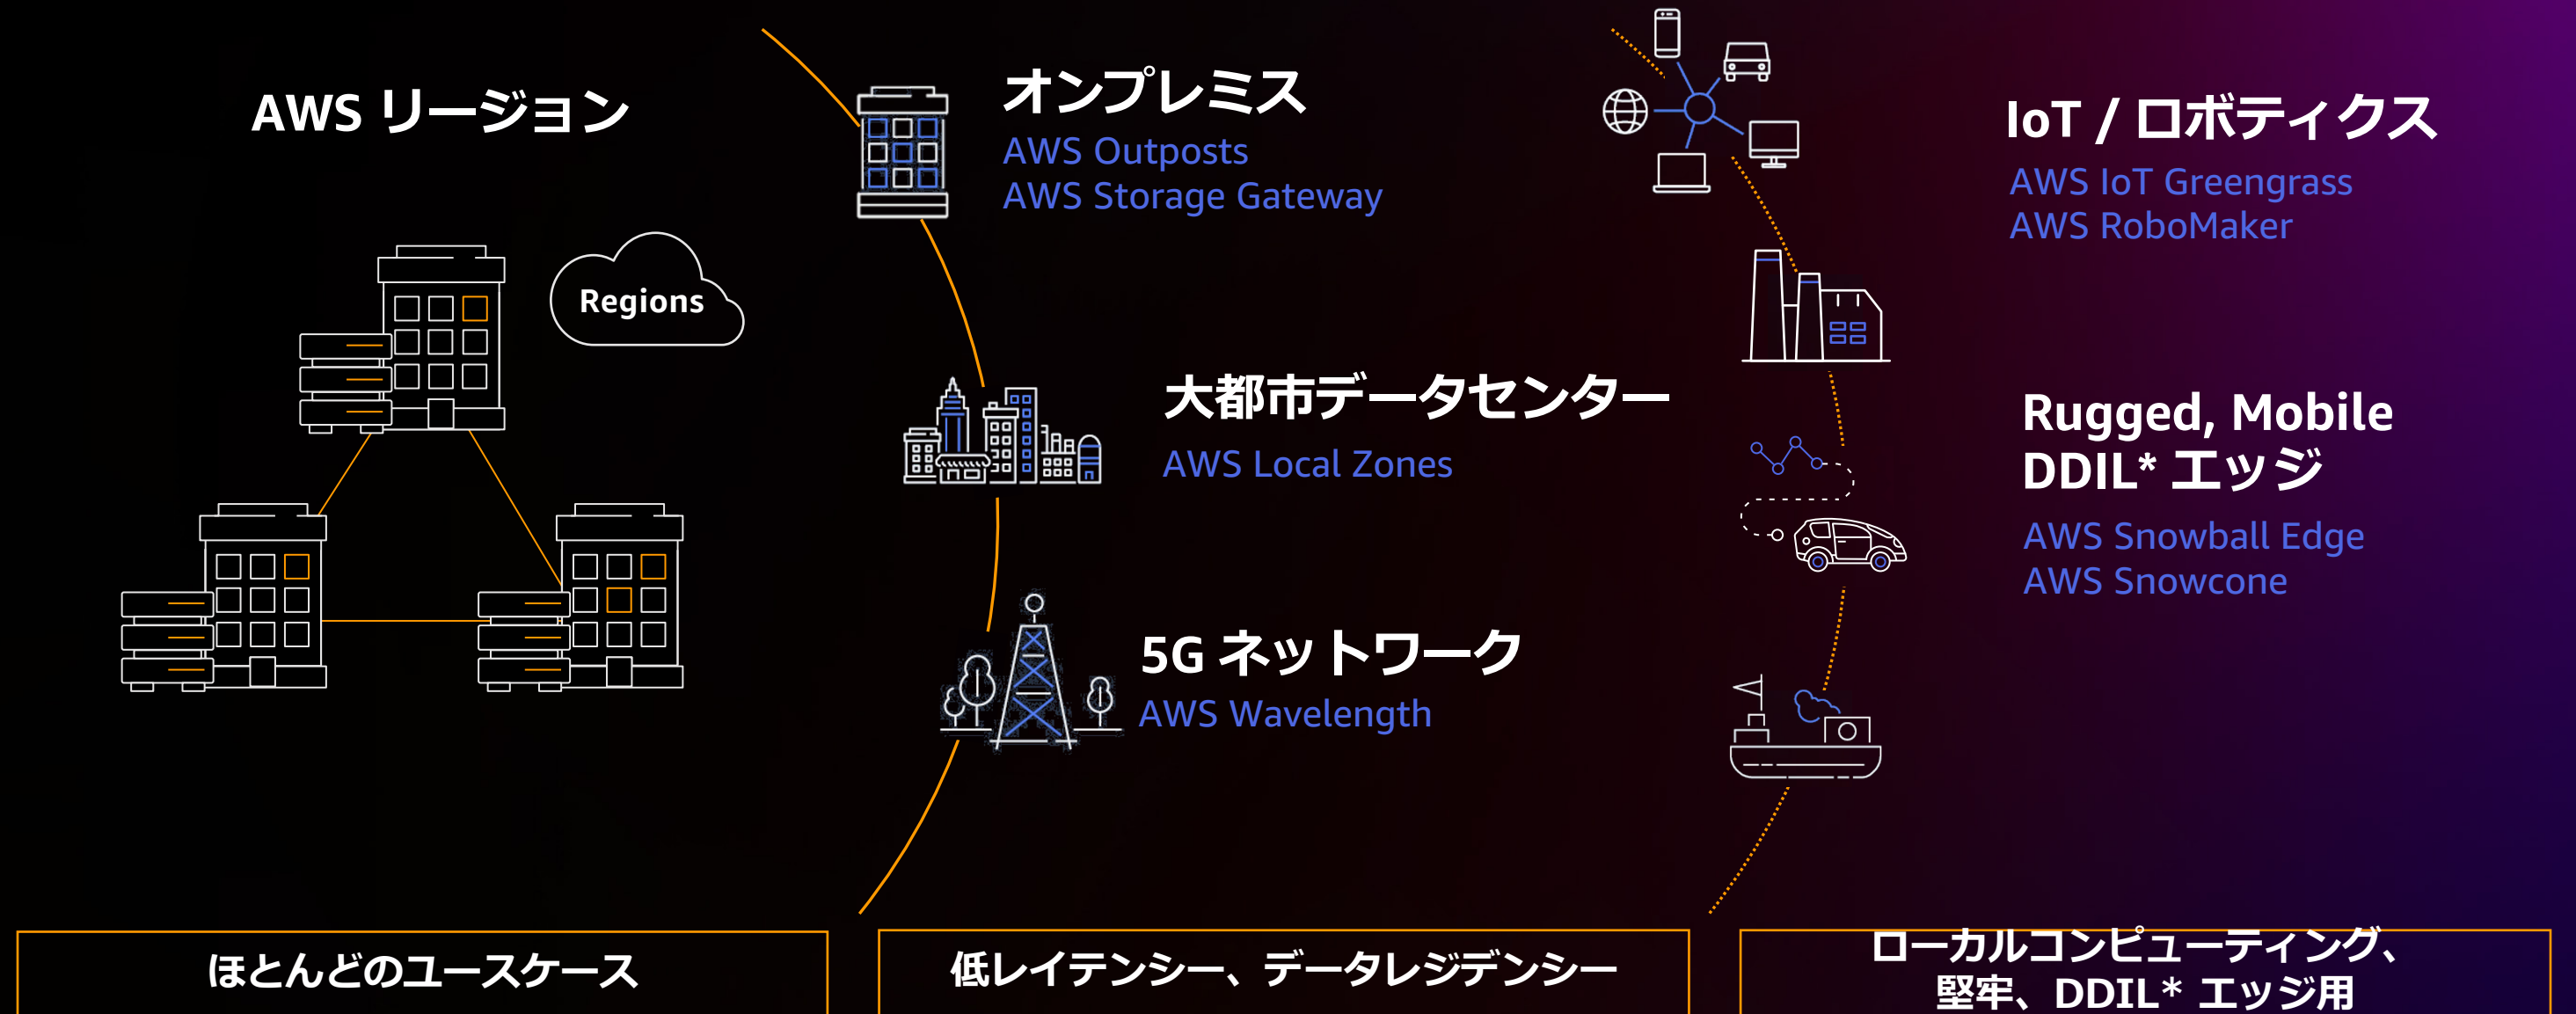 AWS リージョン
Regions
ほとんどのユースケース
オンプレミス
AWS Outposts
AWS Storage Gateway
大都市データセンター
AWS Local Zones
5G ネットワーク
AWS Wavelength
低レイテンシー、データレジデンシー
IoT / ロボティクス
AWS IoT Greengrass
AWS RoboMaker
Rugged, Mobile
DDIL* エッジ
AWS Snowball Edge
AWS Snowcone
ローカルコンピューティング、
堅牢、DDIL* エッジ用